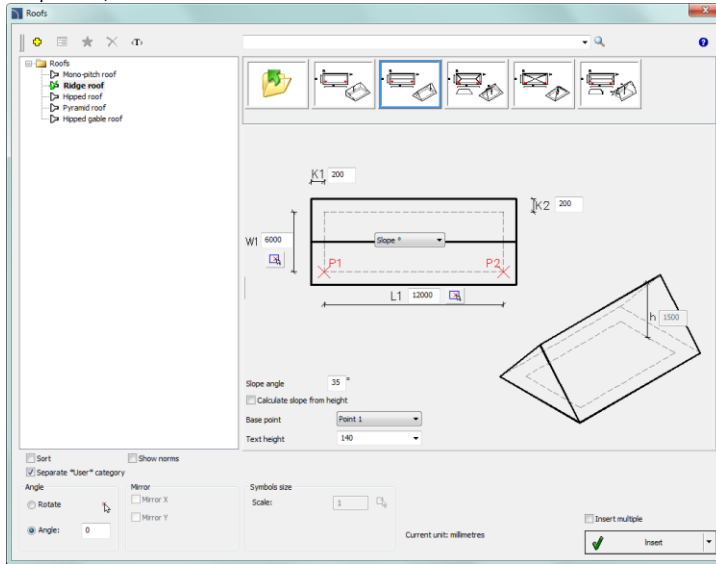 Roofs
‹T›
Roofs
Mono-pitch roof
Ridge roof
Hipped roof
Pyramid roof
Hipped gable roof
K1 200
K2 200
W1 6000
Slope °
P1 P2
L1 12000
h 1500
Slope angle 35 °
Calculate slope from height
Base point Point 1
Text height 140
Sort Show norms
Separate "User" category
Angle Mirror Symbols size
Rotate Mirror X Scale: 1
Mirror Y
Angle: 0
Current unit: millimetres
Insert multiple
Insert